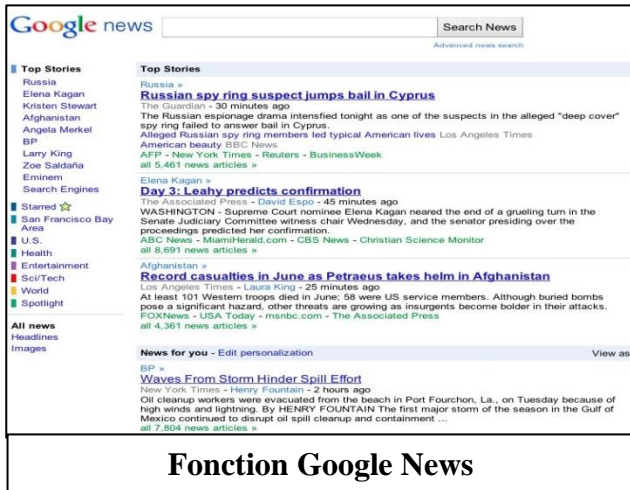 Google news
Search News
Advanced news search
Top Stories
Russia
Elena Kagan
Kristen Stewart
Afghanistan
Angela Merkel
BP
Larry King
Zoe Saldaña
Eminem
Search Engines
Starred
San Francisco Bay
Area
U.S.
Health
Entertainment
Sci/Tech
World
Spotlight
All news
Headlines
Images
Top Stories
Russia »
Russian spy ring suspect jumps bail in Cyprus
The Guardian - 30 minutes ago
The Russian espionage drama intensfied tonight as one of the suspects in the alleged "deep cover"
spy ring failed to answer bail in Cyprus.
Alleged Russian spy ring members led typical American lives Los Angeles Times
American beauty BBC News
AFP - New York Times - Reuters - BusinessWeek
all 5,461 news articles »
Elena Kagan »
Day 3: Leahy predicts confirmation
The Associated Press - David Espo - 45 minutes ago
WASHINGTON - Supreme Court nominee Elena Kagan neared the end of a grueling turn in the
Senate Judiciary Committee witness chair Wednesday, and the senator presiding over the
proceedings predicted her confirmation.
ABC News - MiamiHerald.com - CBS News - Christian Science Monitor
all 8,691 news articles »
Afghanistan »
Record casualties in June as Petraeus takes helm in Afghanistan
Los Angeles Times - Laura King - 25 minutes ago
At least 101 Western troops died in June; 58 were US service members. Although buried bombs
pose a significant hazard, other threats are growing as insurgents become bolder in their attacks.
FOXNews - USA Today - msnbc.com - The Associated Press
all 4,361 news articles »
News for you - Edit personalization
View as
BP »
Waves From Storm Hinder Spill Effort
New York Times - Henry Fountain - 2 hours ago
Oil cleanup workers were evacuated from the beach in Port Fourchon, La., on Tuesday because of
high winds and lightning. By HENRY FOUNTAIN The first major storm of the season in the Gulf of
Mexico continued to disrupt oil spill cleanup and containment ...
all 7,804 news articles »
Fonction Google News